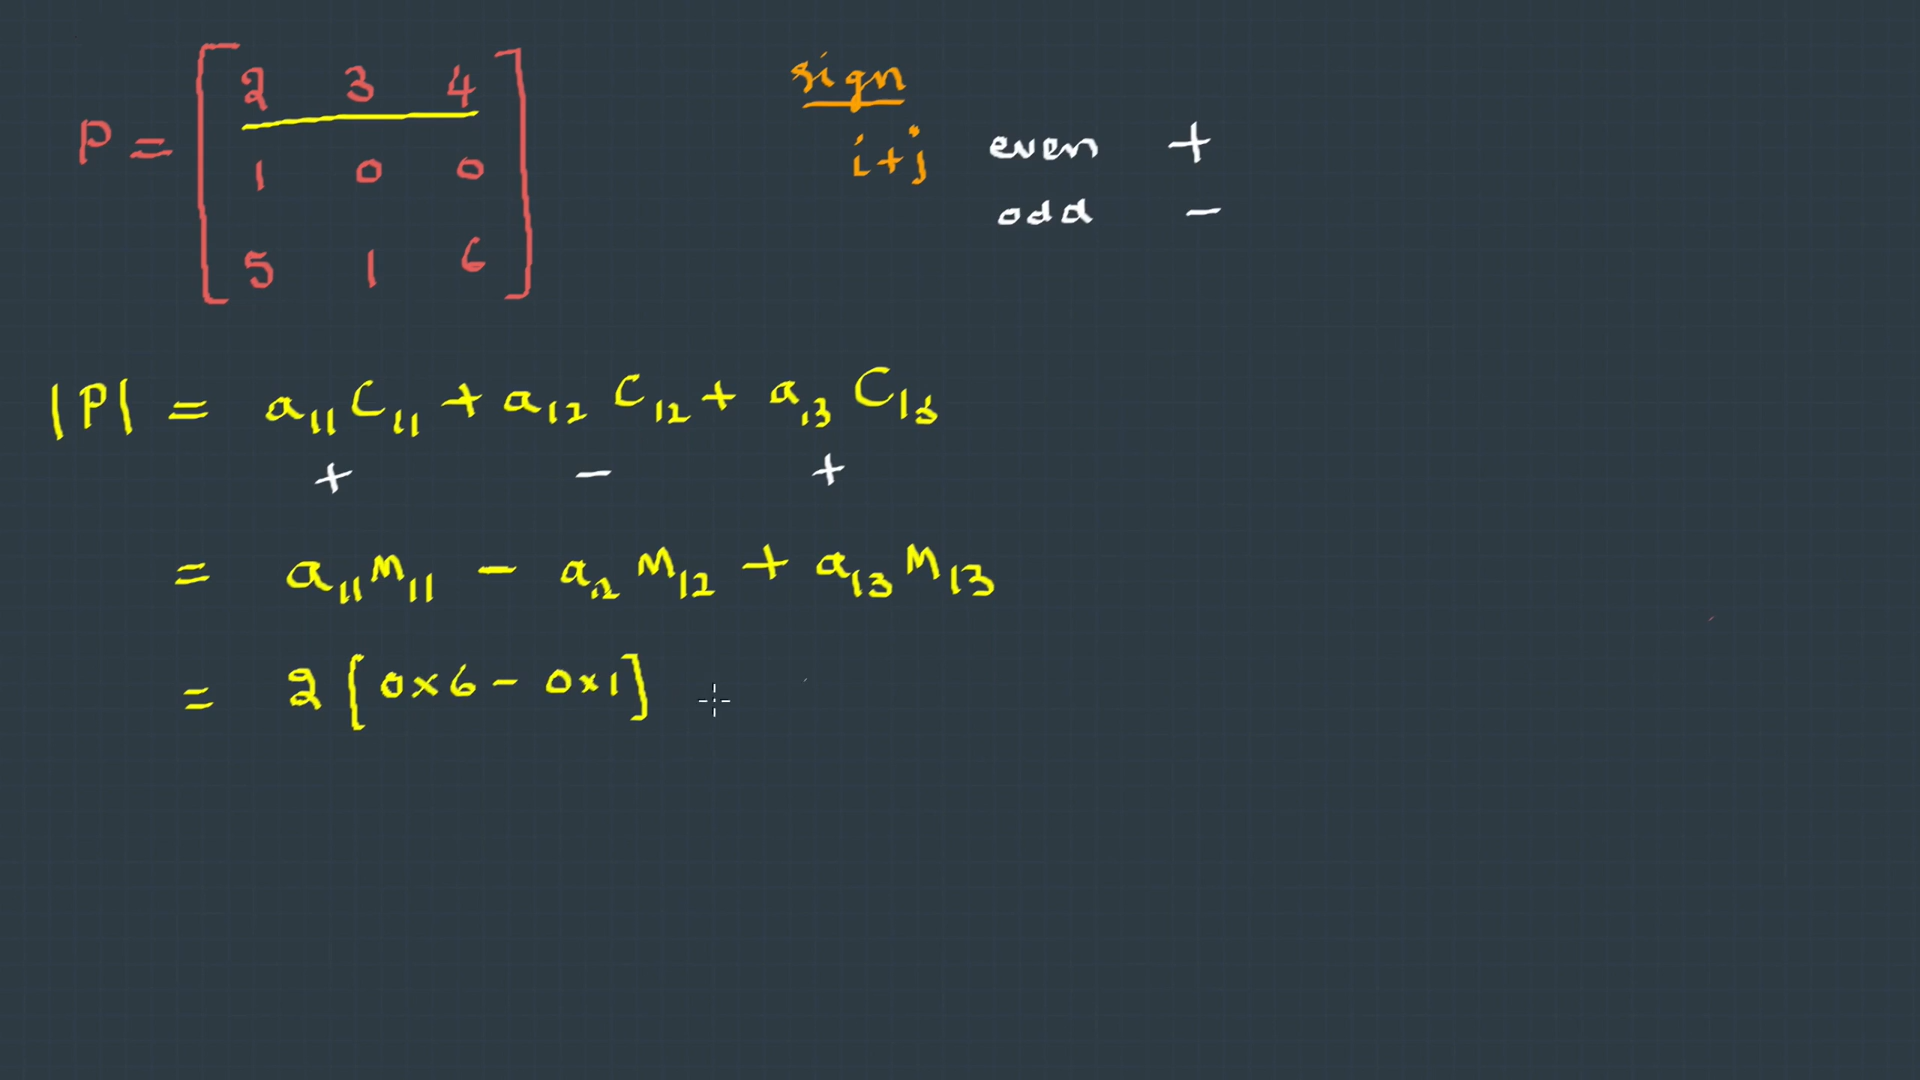 P = [ 2 3 4
1 0 0
5 1 6 ]
sign
i+j even +
odd −
|P| = a₁₁ C₁₁ + a₁₂ C₁₂ + a₁₃ C₁₃
+ − +
= a₁₁ M₁₁ − a₁₂ M₁₂ + a₁₃ M₁₃
= 2 [ 0×6 − 0×1 ]